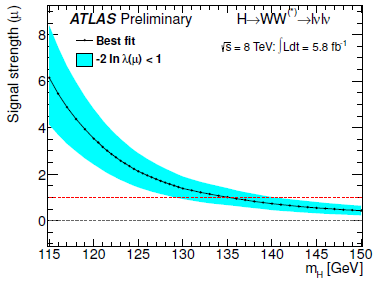 ATLAS Preliminary
H→WW(*)→lνlν
Best fit
√s = 8 TeV: ∫Ldt = 5.8 fb⁻¹
-2 ln λ(μ) < 1
Signal strength (μ)
8
6
4
2
0
115 120 125 130 135 140 145 150
mH [GeV]